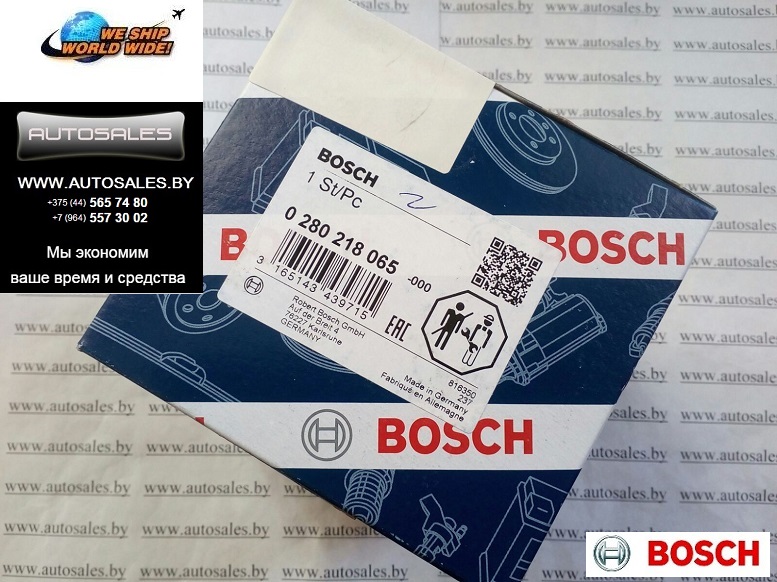 WE SHIP
WORLD WIDE!
AUTOSALES
WWW.AUTOSALES.BY
+375 (44) 565 74 80
+7 (964) 557 30 02
Мы экономим
ваше время и средства
BOSCH
1 St/Pc
0 280 218 065 -000
3 165143 439715
Robert Bosch GmbH
Auf der Breit 4
76227 Karlsruhe
GERMANY
EAC
816350
237
Made in Germany
Fabriqué en Allemagne
BOSCH
BOSCH
BOSCH
www.autosales.by